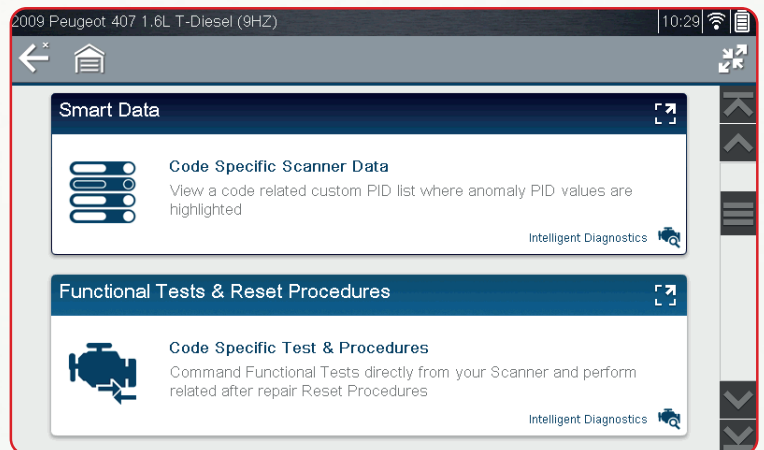 2009 Peugeot 407 1.6L T-Diesel (9HZ) 10:29
Smart Data
Code Specific Scanner Data
View a code related custom PID list where anomaly PID values are
highlighted
Intelligent Diagnostics
Functional Tests & Reset Procedures
Code Specific Test & Procedures
Command Functional Tests directly from your Scanner and perform
related after repair Reset Procedures
Intelligent Diagnostics